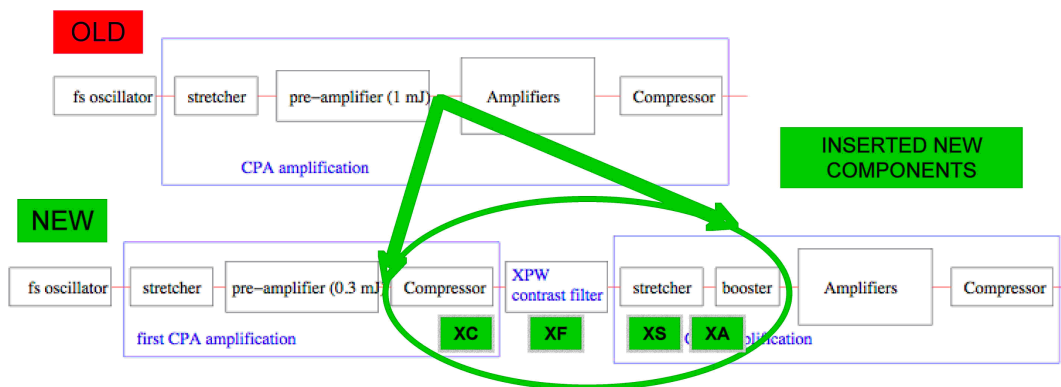 OLD
fs oscillator
stretcher
pre-amplifier (1 mJ)
Amplifiers
Compressor
CPA amplification
INSERTED NEW
COMPONENTS
NEW
fs oscillator
stretcher
pre-amplifier (0.3 mJ)
Compressor
XPW
contrast filter
stretcher
booster
Amplifiers
Compressor
first CPA amplification
XC
XF
XS
XA